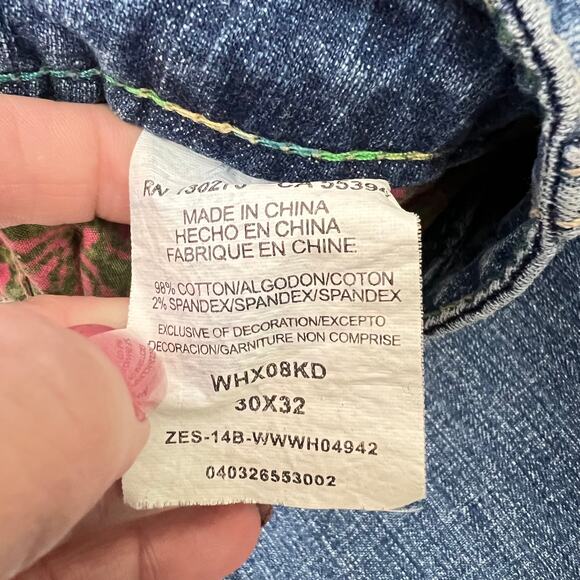 MADE IN CHINA
HECHO EN CHINA
FABRIQUE EN CHINE
98% COTTON/ALGODON/COTON
2% SPANDEX/SPANDEX/SPANDEX
EXCLUSIVE OF DECORATION/EXCEPTO
DECORACION/GARNITURE NON COMPRISE
WHX08KD
30X32
ZES-14B-WWWH04942
040326553002